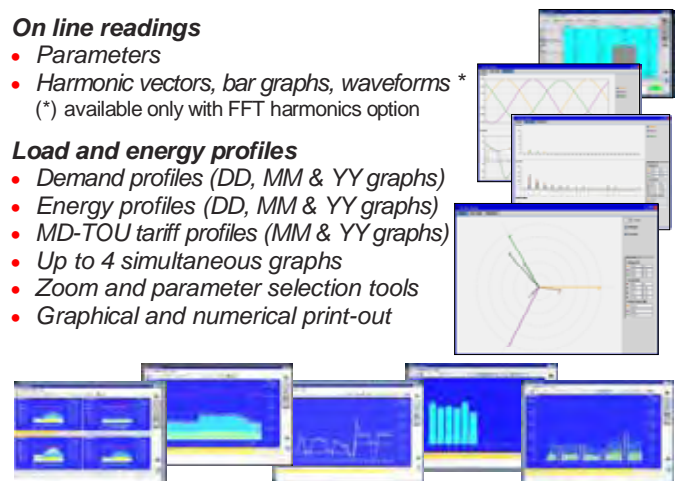 On line readings
• Parameters
• Harmonic vectors, bar graphs, waveforms *
(*) available only with FFT harmonics option
Load and energy profiles
• Demand profiles (DD, MM & YY graphs)
• Energy profiles (DD, MM & YY graphs)
• MD-TOU tariff profiles (MM & YY graphs)
• Up to 4 simultaneous graphs
• Zoom and parameter selection tools
• Graphical and numerical print-out